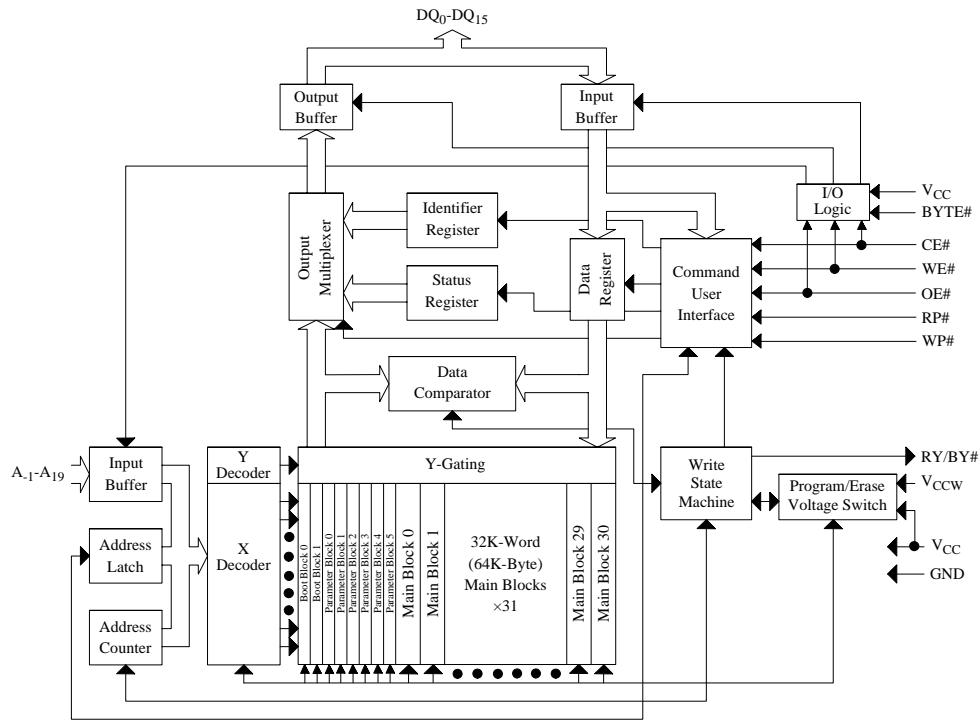 DQ0-DQ15
Output
Buffer
Input
Buffer
I/O
Logic
VCC
BYTE#
Output
Multiplexer
Identifier
Register
Status
Register
Data
Register
Command
User
Interface
CE#
WE#
OE#
RP#
WP#
Data
Comparator
A-1-A19
Input
Buffer
Y
Decoder
Y-Gating
Write
State
Machine
RY/BY#
Program/Erase
Voltage Switch
VCCW
VCC
GND
Address
Latch
X
Decoder
Address
Counter
Boot Block 0
Boot Block 1
Parameter Block 0
Parameter Block 1
Parameter Block 2
Parameter Block 3
Parameter Block 4
Parameter Block 5
Main Block 0
Main Block 1
32K-Word
(64K-Byte)
Main Blocks
×31
Main Block 29
Main Block 30